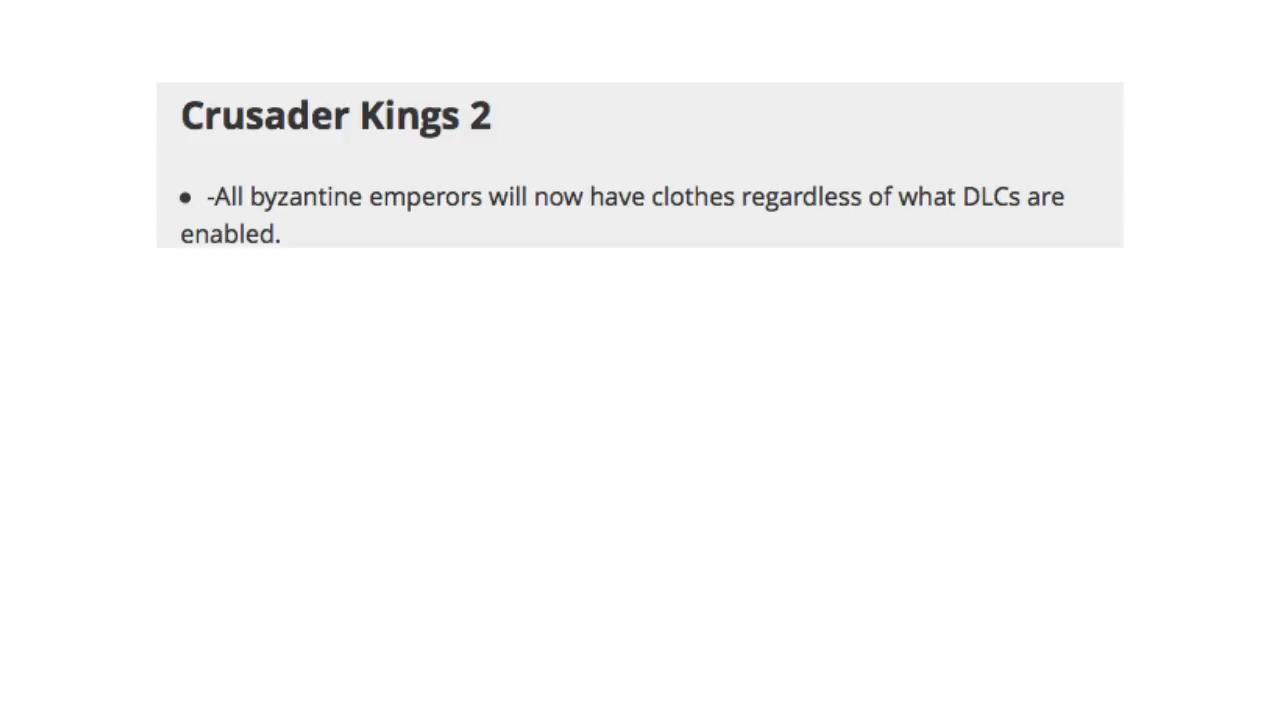 Crusader Kings 2
• -All byzantine emperors will now have clothes regardless of what DLCs are
enabled.